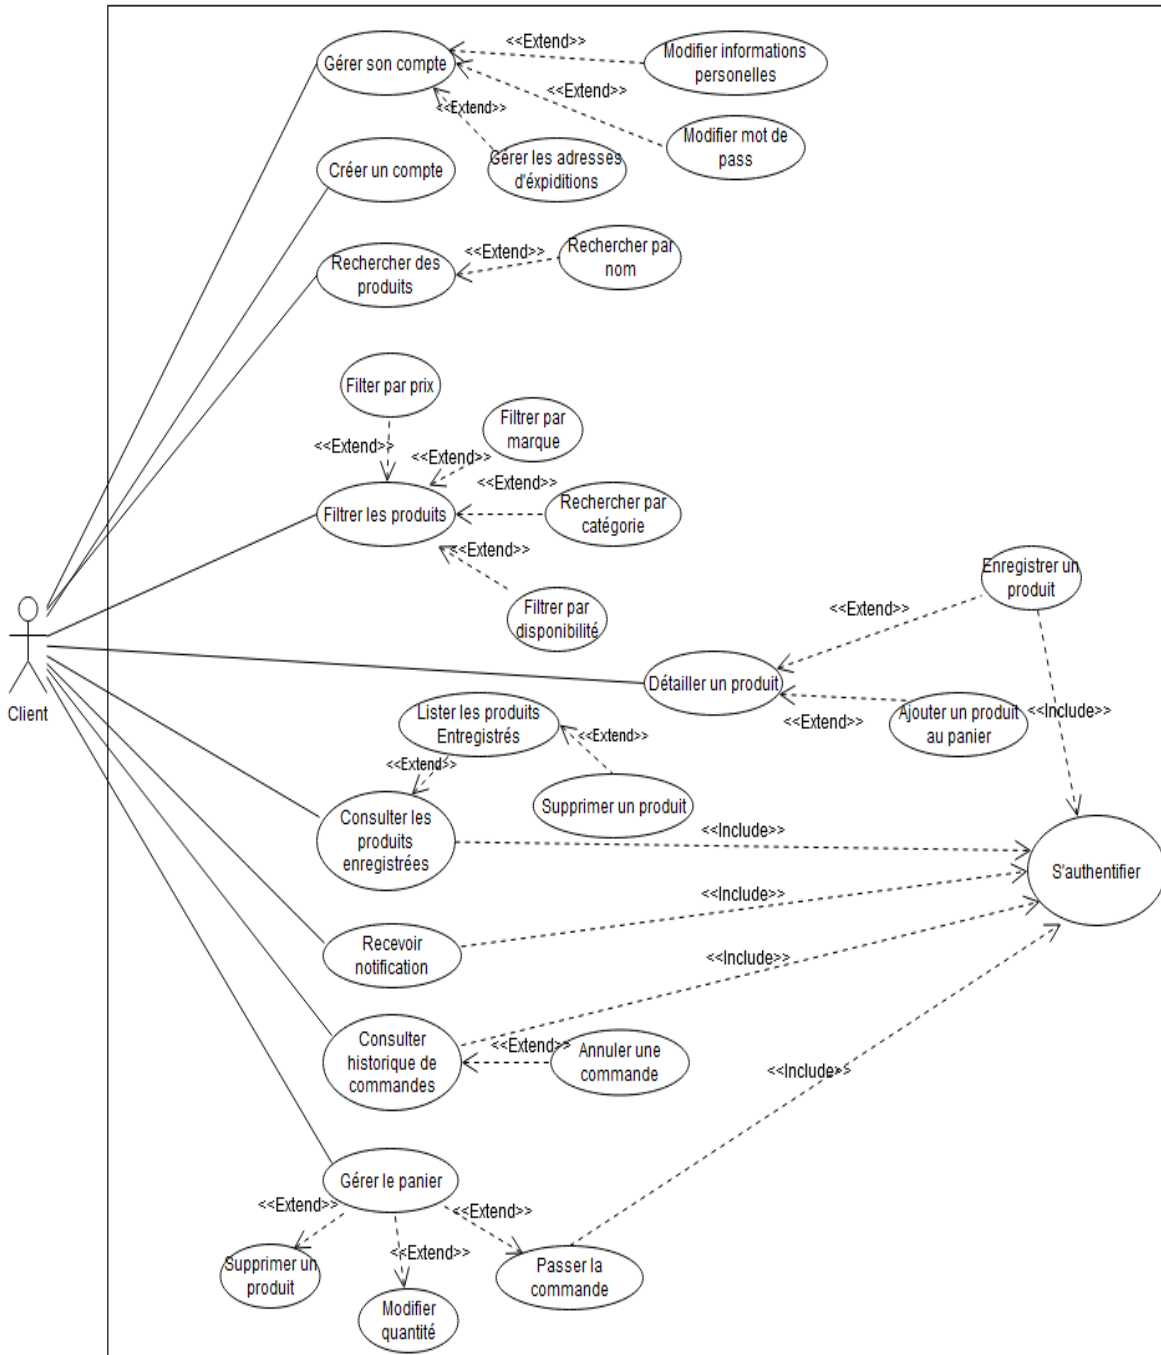 <<Extend>>
Gérer son compte
Modifier informations
personelles
<<Extend>>
<<Extend>>
Modifier mot de
pass
Gérer les adresses
d'éxpiditions
Créer un compte
Rechercher des
produits
<<Extend>>
Rechercher par
nom
Filter par prix
<<Extend>>
Filtrer par
marque
<<Extend>>
<<Extend>>
Filtrer les produits
Rechercher par
catégorie
<<Extend>>
Filtrer par
disponibilité
Enregistrer un
produit
<<Extend>>
Détailler un produit
<<Extend>>
Ajouter un produit
au panier
<<Include>>
Client
Lister les produits
Entregistrés
<<Extend>>
<<Extend>>
Supprimer un produit
Consulter les
produits
enregistrées
<<Include>>
S'authentifier
<<Include>>
Recevoir
notification
<<Include>>
Consulter
historique de
commandes
<<Extend>>
Annuler une
commande
<<Include>>
Gérer le panier
<<Extend>>
<<Extend>>
<<Extend>>
Supprimer un
produit
Modifier
quantité
Passer la
commande